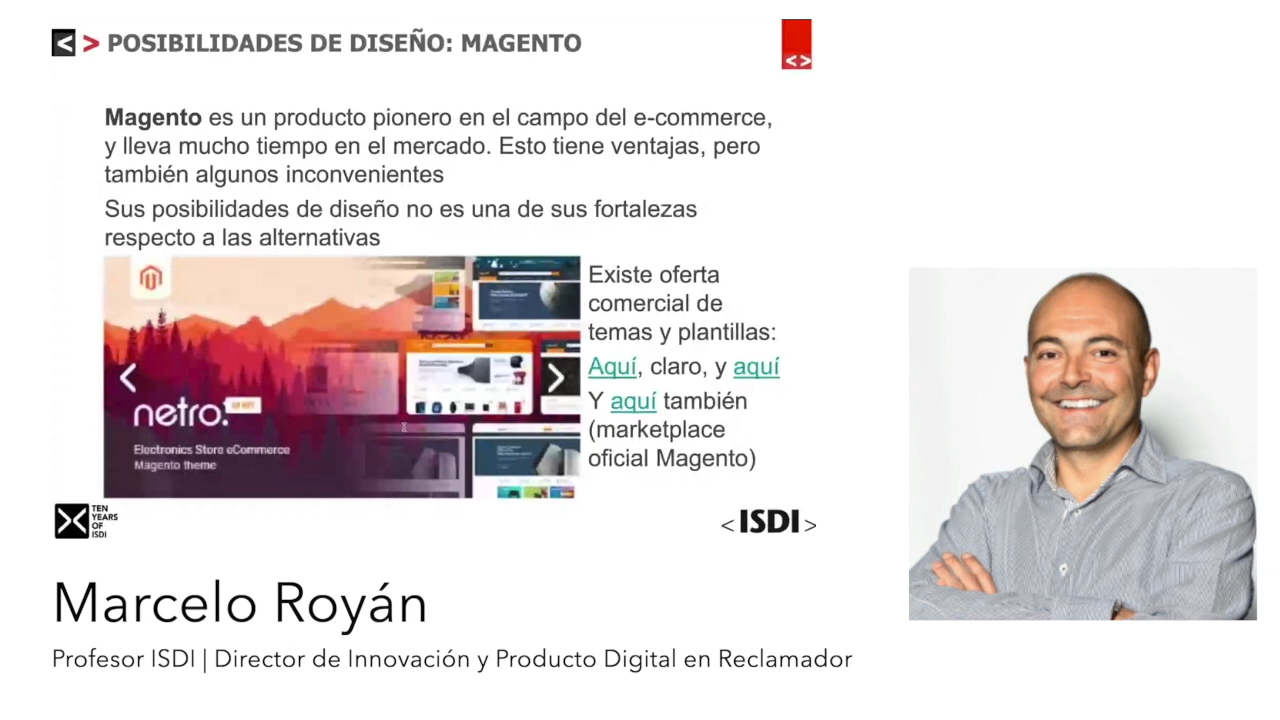 < > POSIBILIDADES DE DISEÑO: MAGENTO
< >
Magento es un producto pionero en el campo del e-commerce,
y lleva mucho tiempo en el mercado. Esto tiene ventajas, pero
también algunos inconvenientes
Sus posibilidades de diseño no es una de sus fortalezas
respecto a las alternativas
netro.
Electronics Store eCommerce
Magento theme
Existe oferta
comercial de
temas y plantillas:
Aquí, claro, y aquí
Y aquí también
(marketplace
oficial Magento)
TEN
YEARS
OF
ISDI
<ISDI>
Marcelo Royán
Profesor ISDI | Director de Innovación y Producto Digital en Reclamador